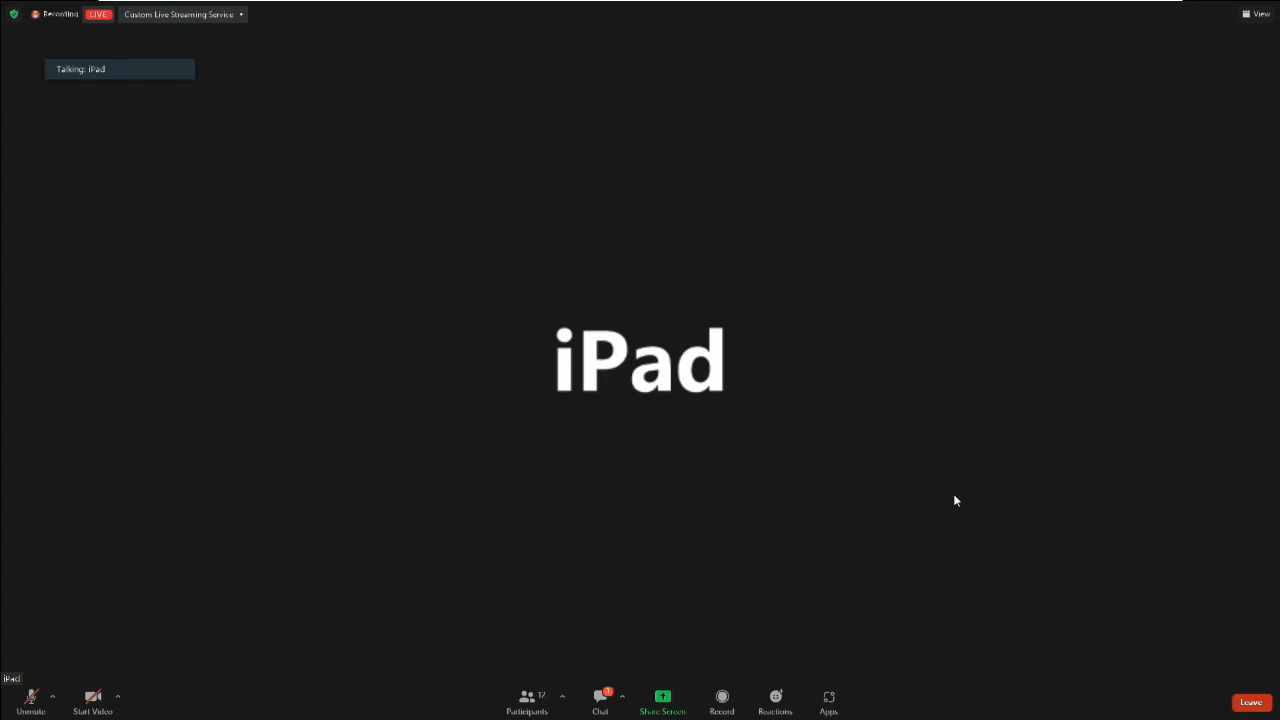 Recording LIVE Custom Live Streaming Service View
Talking: iPad
iPad
iPad
Unmute Start Video Participants 12 Chat 1 Share Screen Record Reactions Apps Leave